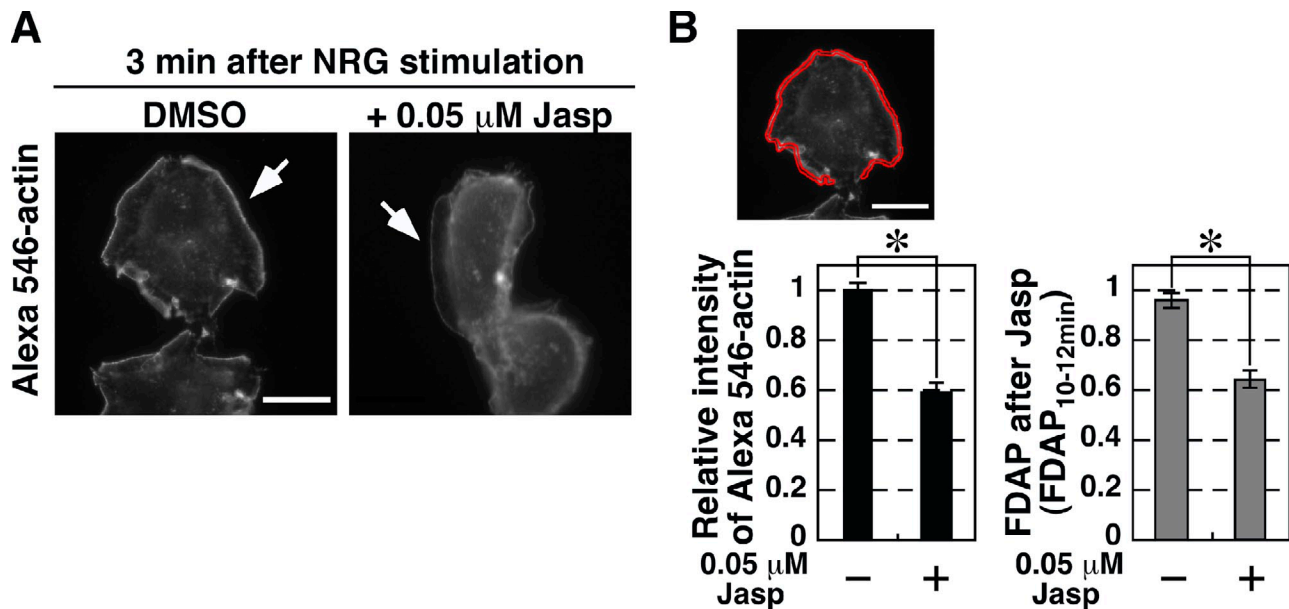 A
3 min after NRG stimulation
DMSO
+ 0.05 μM Jasp
Alexa 546-actin
B
Relative intensity
of Alexa 546-actin
1
0.8
0.6
0.4
0.2
0
*
0.05 μM
Jasp
− +
FDAP after Jasp
(FDAP10-12min)
1
0.8
0.6
0.4
0.2
0
*
0.05 μM
Jasp
− +